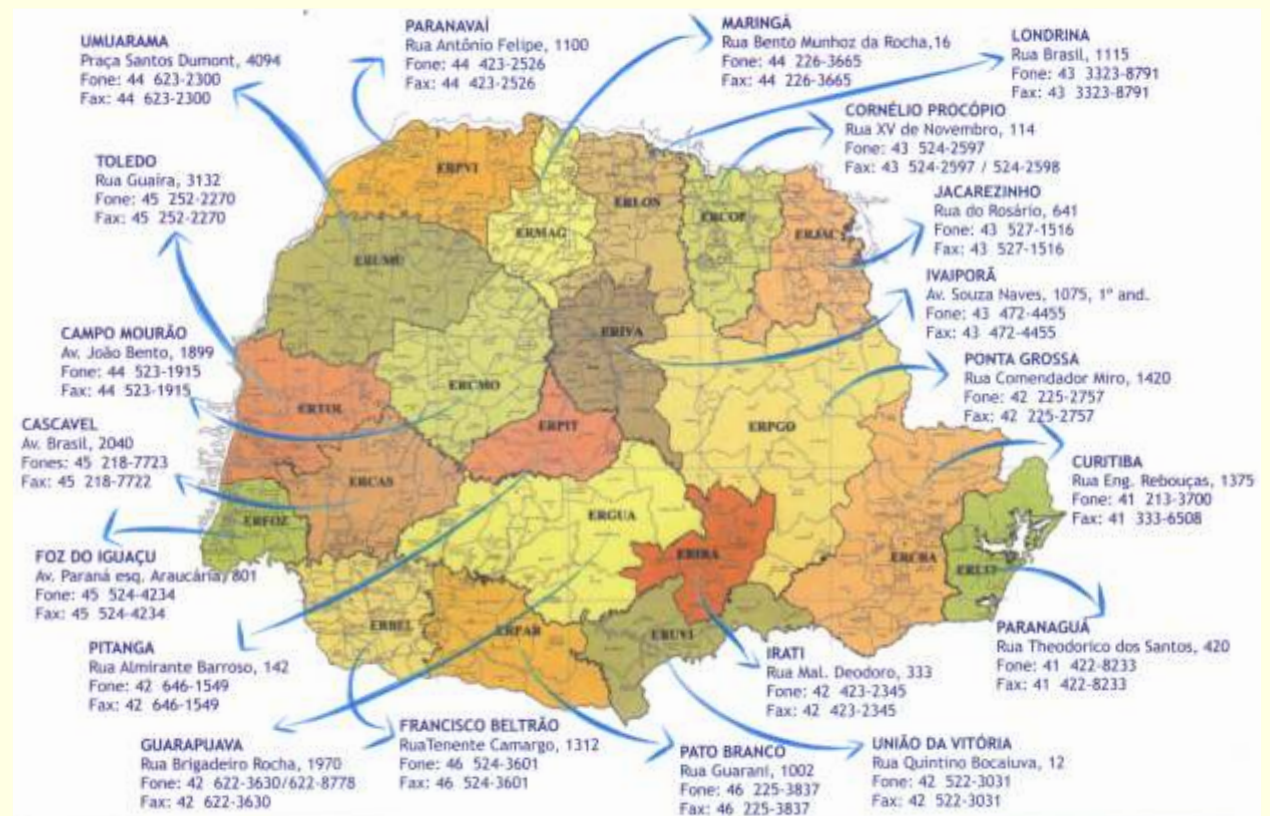 UMUARAMA
Praça Santos Dumont, 4094
Fone: 44 623-2300
Fax: 44 623-2300
PARANAVAÍ
Rua Antônio Felipe, 1100
Fone: 44 423-2526
Fax: 44 423-2526
MARINGÁ
Rua Bento Munhoz da Rocha,16
Fone: 44 226-3665
Fax: 44 226-3665
LONDRINA
Rua Brasil, 1115
Fone: 43 3323-8791
Fax: 43 3323-8791
CORNÉLIO PROCÓPIO
Rua XV de Novembro, 114
Fone: 43 524-2597
Fax: 43 524-2597 / 524-2598
TOLEDO
Rua Guaíra, 3132
Fone: 45 252-2270
Fax: 45 252-2270
JACAREZINHO
Rua do Rosário, 641
Fone: 43 527-1516
Fax: 43 527-1516
IVAIPORÃ
Av. Souza Naves, 1075, 1º and.
Fone: 43 472-4455
Fax: 43 472-4455
CAMPO MOURÃO
Av. João Bento, 1899
Fone: 44 523-1915
Fax: 44 523-1915
PONTA GROSSA
Rua Comendador Miro, 1420
Fone: 42 225-2757
Fax: 42 225-2757
CASCAVEL
Av. Brasil, 2040
Fones: 45 218-7723
Fax: 45 218-7722
CURITIBA
Rua Eng. Rebouças, 1375
Fone: 41 213-3700
Fax: 41 333-6508
FOZ DO IGUAÇU
Av. Paraná esq. Araucária, 801
Fone: 45 524-4234
Fax: 45 524-4234
PARANAGUÁ
Rua Theodorico dos Santos, 420
Fone: 41 422-8233
Fax: 41 422-8233
PITANGA
Rua Almirante Barroso, 142
Fone: 42 646-1549
Fax: 42 646-1549
IRATI
Rua Mal. Deodoro, 333
Fone: 42 423-2345
Fax: 42 423-2345
GUARAPUAVA
Rua Brigadeiro Rocha, 1970
Fone: 42 622-3630/622-8778
Fax: 42 622-3630
FRANCISCO BELTRÃO
RuaTenente Camargo, 1312
Fone: 46 524-3601
Fax: 46 524-3601
PATO BRANCO
Rua Guarani, 1002
Fone: 46 225-3837
Fax: 46 225-3837
UNIÃO DA VITÓRIA
Rua Quintino Bocaiuva, 12
Fone: 42 522-3031
Fax: 42 522-3031
ERPVI
ERMAG
ERLON
ERCOP
ERJAC
ERUMU
ERIVA
ERCMO
ERTOL
ERPIT
ERPGO
ERCAS
ERGUA
ERFOZ
ERIRA
ERCBA
ERLIT
ERBEL
ERPAB
ERUVI